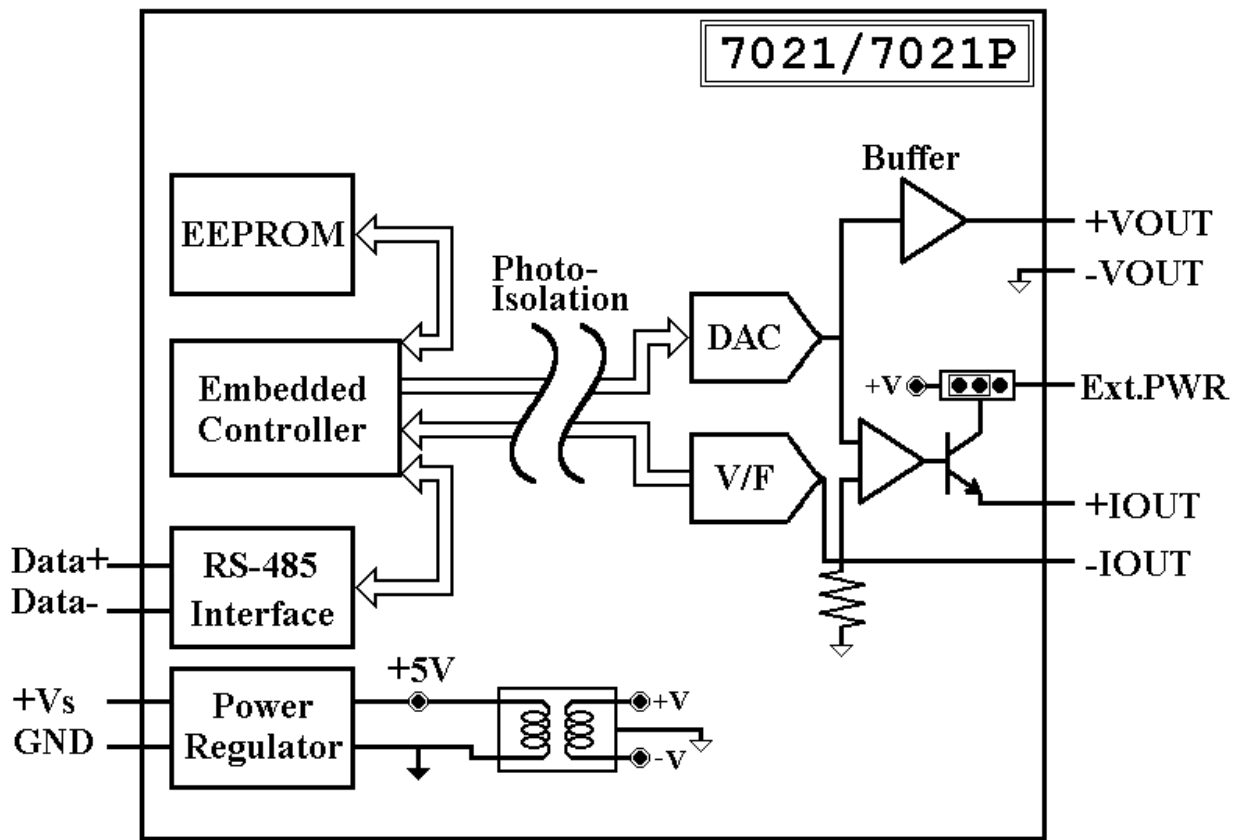 7021/7021P
Buffer
EEPROM
+VOUT
-VOUT
Photo-
Isolation
DAC
Embedded
Controller
+V
Ext.PWR
V/F
+IOUT
-IOUT
Data+
Data-
RS-485
Interface
+5V
+Vs
GND
Power
Regulator
+V
-V